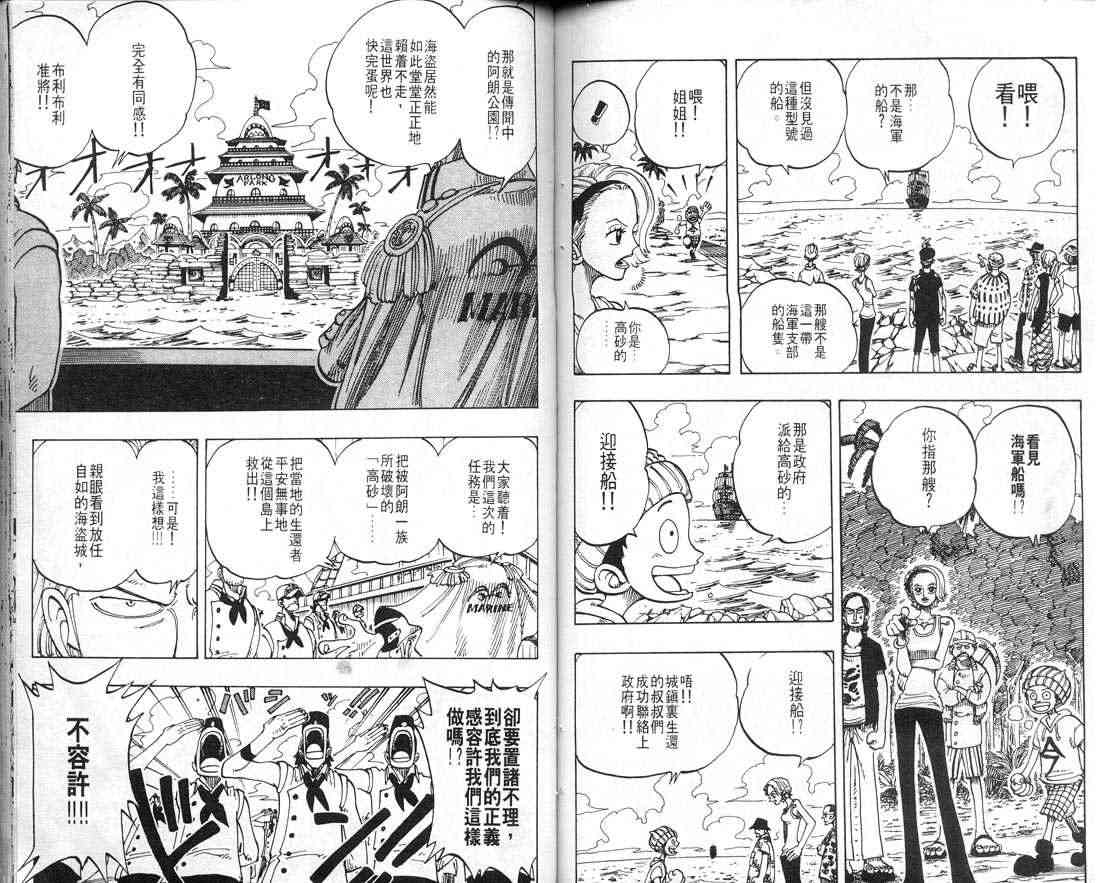 喂！
看！
那…
不是海軍
的船？
但沒見過
這種型號
的船。
那艘不是
這一帶
海軍支部
的船隻。
喂！
姐姐!!
！
你是…
高砂的
……
看見
海軍船嗎!?
你指那艘？
那是政府
派給高砂的…
迎接船!!
迎接船？
唔!!
城鎮裏生還
的叔叔們
成功聯絡上
政府啊!!
那就是傳聞中
的阿朗公園!?
海盜居然能
如此堂堂正正地
賴着不走，
這世界也
快完蛋呢！
完全有同感!!
布利布利
准將!!
オオオオオ
ARLONG
PARK
MARINE
大家聽着！
我們這次的
任務是…
把被阿朗一族
所破壞的
「高砂」……
把當地的生還者
平安無事地
從這個島上
救出!!
MARINE
……可是！
我這樣想!!!
親眼看到放任
自如的海盜城，
卻要置諸不理，
到底我們的正義
感容許我們這樣
做嗎!?
不容許!!!!